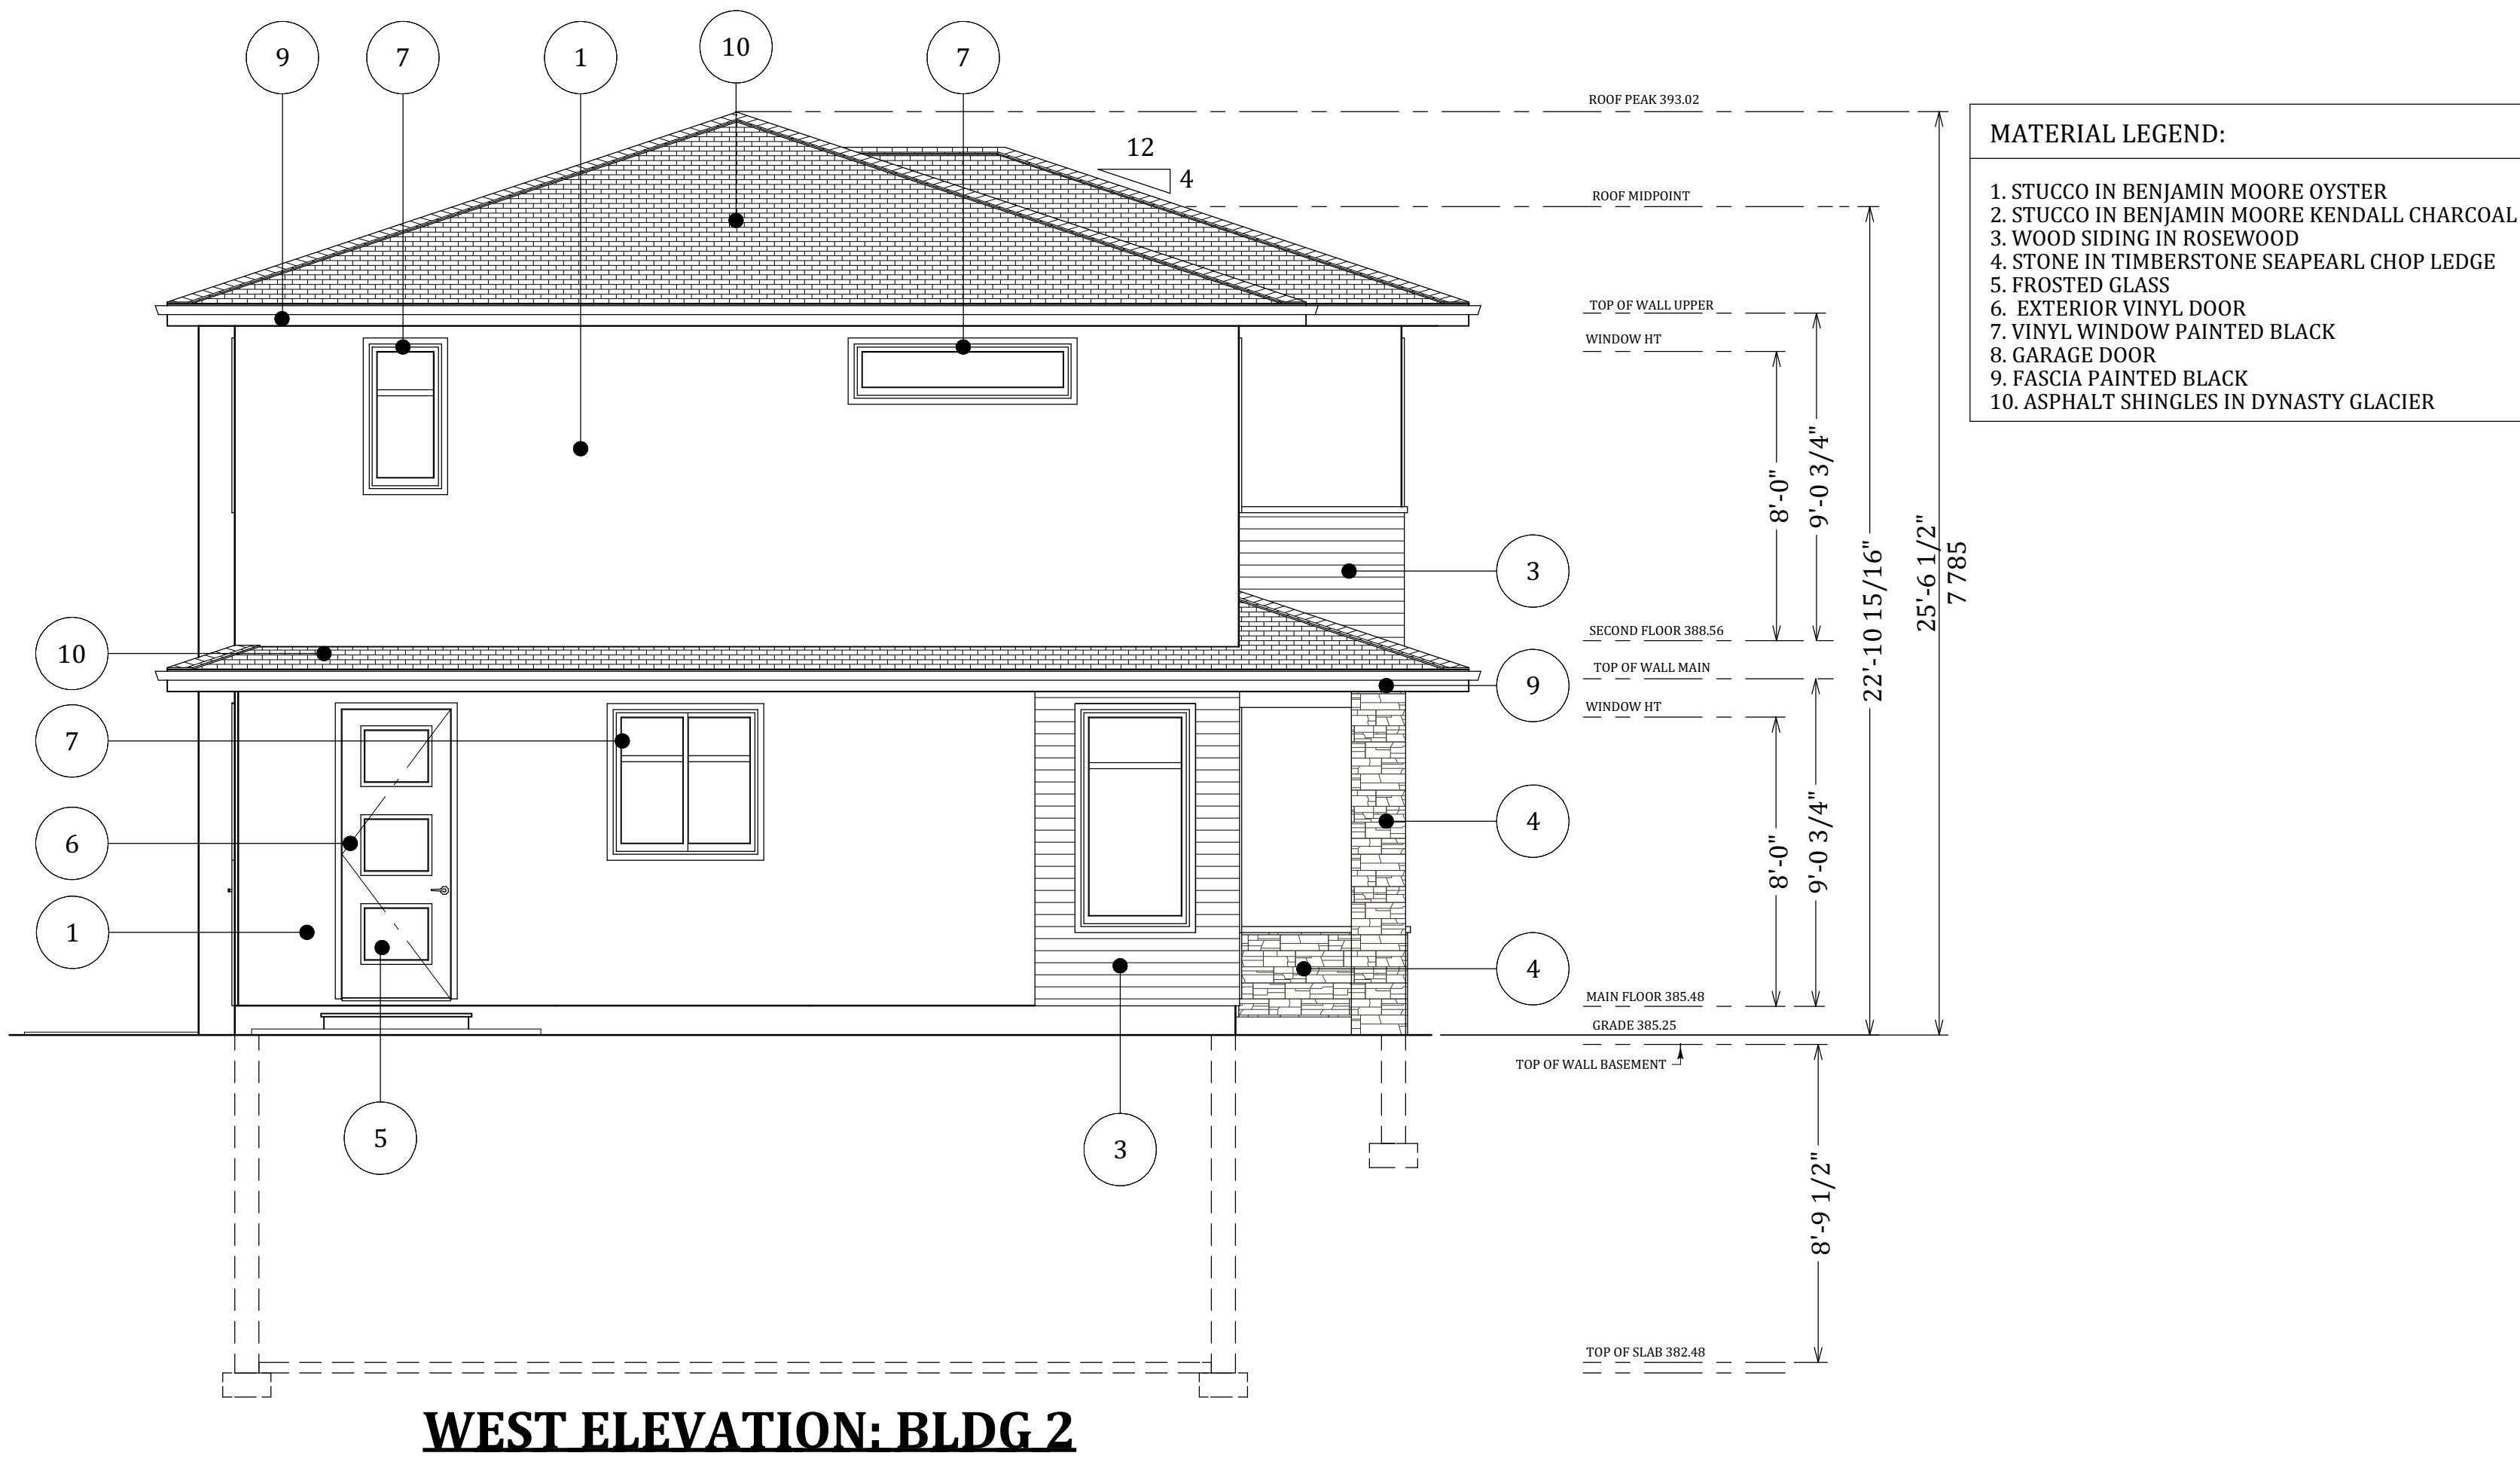 9
7
1
10
7
ROOF PEAK 393.02
12
4
ROOF MIDPOINT
TOP OF WALL UPPER
WINDOW HT
8'-0"
9'-0 3/4"
3
SECOND FLOOR 388.56
10
TOP OF WALL MAIN
9
WINDOW HT
7
4
6
8'-0"
9'-0 3/4"
22'-10 15/16"
25'-6 1/2"
7 785
1
4
MAIN FLOOR 385.48
GRADE 385.25
TOP OF WALL BASEMENT
5
3
8'-9 1/2"
TOP OF SLAB 382.48
MATERIAL LEGEND:
1. STUCCO IN BENJAMIN MOORE OYSTER
2. STUCCO IN BENJAMIN MOORE KENDALL CHARCOAL
3. WOOD SIDING IN ROSEWOOD
4. STONE IN TIMBERSTONE SEAPEARL CHOP LEDGE
5. FROSTED GLASS
6. EXTERIOR VINYL DOOR
7. VINYL WINDOW PAINTED BLACK
8. GARAGE DOOR
9. FASCIA PAINTED BLACK
10. ASPHALT SHINGLES IN DYNASTY GLACIER
WEST ELEVATION: BLDG 2